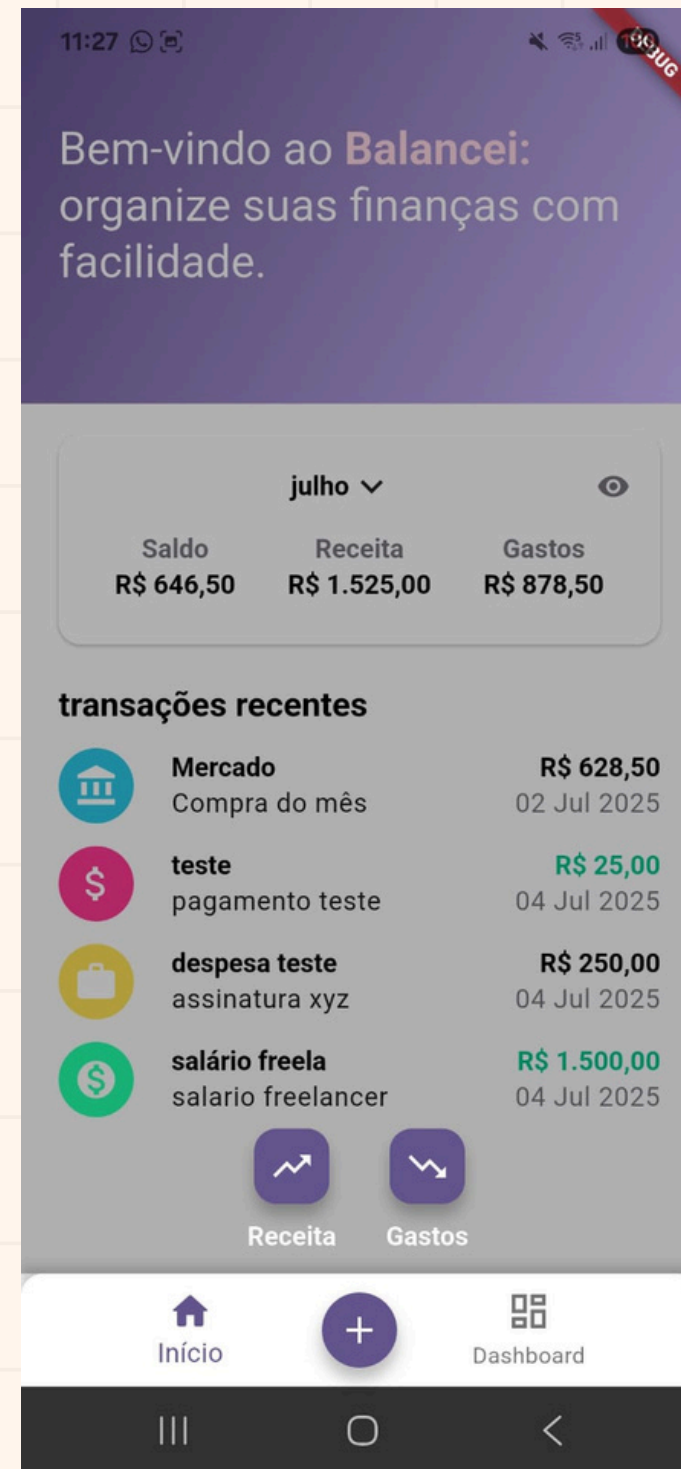 11:27
DEBUG
Bem-vindo ao Balancei:
organize suas finanças com
facilidade.
julho
Saldo Receita Gastos
R$ 646,50 R$ 1.525,00 R$ 878,50
transações recentes
Mercado R$ 628,50
Compra do mês 02 Jul 2025
teste R$ 25,00
pagamento teste 04 Jul 2025
despesa teste R$ 250,00
assinatura xyz 04 Jul 2025
salário freela R$ 1.500,00
salario freelancer 04 Jul 2025
Receita Gastos
Início Dashboard